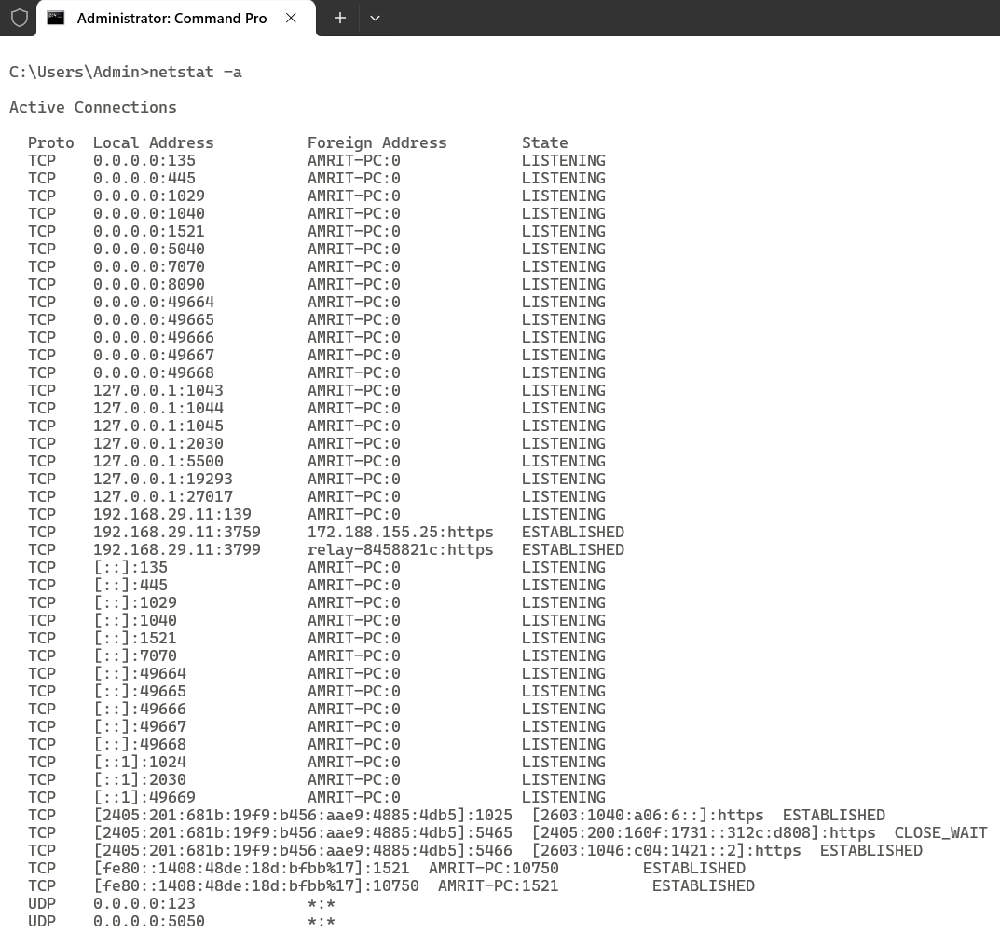 Administrator: Command Pro
C:\Users\Admin>netstat -a
Active Connections
Proto  Local Address          Foreign Address        State
TCP    0.0.0.0:135            AMRIT-PC:0             LISTENING
TCP    0.0.0.0:445            AMRIT-PC:0             LISTENING
TCP    0.0.0.0:1029           AMRIT-PC:0             LISTENING
TCP    0.0.0.0:1040           AMRIT-PC:0             LISTENING
TCP    0.0.0.0:1521           AMRIT-PC:0             LISTENING
TCP    0.0.0.0:5040           AMRIT-PC:0             LISTENING
TCP    0.0.0.0:7070           AMRIT-PC:0             LISTENING
TCP    0.0.0.0:8090           AMRIT-PC:0             LISTENING
TCP    0.0.0.0:49664          AMRIT-PC:0             LISTENING
TCP    0.0.0.0:49665          AMRIT-PC:0             LISTENING
TCP    0.0.0.0:49666          AMRIT-PC:0             LISTENING
TCP    0.0.0.0:49667          AMRIT-PC:0             LISTENING
TCP    0.0.0.0:49668          AMRIT-PC:0             LISTENING
TCP    127.0.0.1:1043         AMRIT-PC:0             LISTENING
TCP    127.0.0.1:1044         AMRIT-PC:0             LISTENING
TCP    127.0.0.1:1045         AMRIT-PC:0             LISTENING
TCP    127.0.0.1:2030         AMRIT-PC:0             LISTENING
TCP    127.0.0.1:5500         AMRIT-PC:0             LISTENING
TCP    127.0.0.1:19293        AMRIT-PC:0             LISTENING
TCP    127.0.0.1:27017        AMRIT-PC:0             LISTENING
TCP    192.168.29.11:139      AMRIT-PC:0             LISTENING
TCP    192.168.29.11:3759     172.188.155.25:https   ESTABLISHED
TCP    192.168.29.11:3799     relay-8458821c:https   ESTABLISHED
TCP    [::]:135               AMRIT-PC:0             LISTENING
TCP    [::]:445               AMRIT-PC:0             LISTENING
TCP    [::]:1029              AMRIT-PC:0             LISTENING
TCP    [::]:1040              AMRIT-PC:0             LISTENING
TCP    [::]:1521              AMRIT-PC:0             LISTENING
TCP    [::]:7070              AMRIT-PC:0             LISTENING
TCP    [::]:49664             AMRIT-PC:0             LISTENING
TCP    [::]:49665             AMRIT-PC:0             LISTENING
TCP    [::]:49666             AMRIT-PC:0             LISTENING
TCP    [::]:49667             AMRIT-PC:0             LISTENING
TCP    [::]:49668             AMRIT-PC:0             LISTENING
TCP    [::1]:1024             AMRIT-PC:0             LISTENING
TCP    [::1]:2030             AMRIT-PC:0             LISTENING
TCP    [::1]:49669            AMRIT-PC:0             LISTENING
TCP    [2405:201:681b:19f9:b456:aae9:4885:4db5]:1025  [2603:1040:a06:6::]:https  ESTABLISHED
TCP    [2405:201:681b:19f9:b456:aae9:4885:4db5]:5465  [2405:200:160f:1731::312c:d808]:https  CLOSE_WAIT
TCP    [2405:201:681b:19f9:b456:aae9:4885:4db5]:5466  [2603:1046:c04:1421::2]:https  ESTABLISHED
TCP    [fe80::1408:48de:18d:bfbb%17]:1521  AMRIT-PC:10750         ESTABLISHED
TCP    [fe80::1408:48de:18d:bfbb%17]:10750  AMRIT-PC:1521          ESTABLISHED
UDP    0.0.0.0:123            *:*
UDP    0.0.0.0:5050           *:*